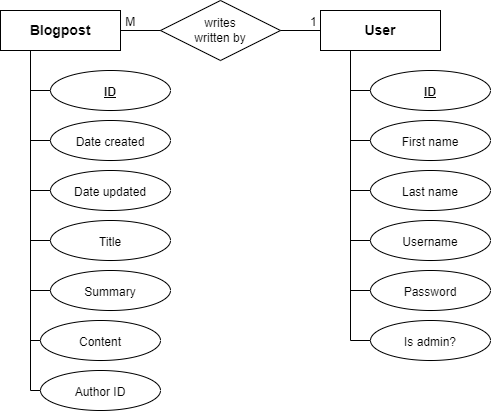 Blogpost
M
writes
written by
1
User
ID
Date created
Date updated
Title
Summary
Content
Author ID
ID
First name
Last name
Username
Password
Is admin?